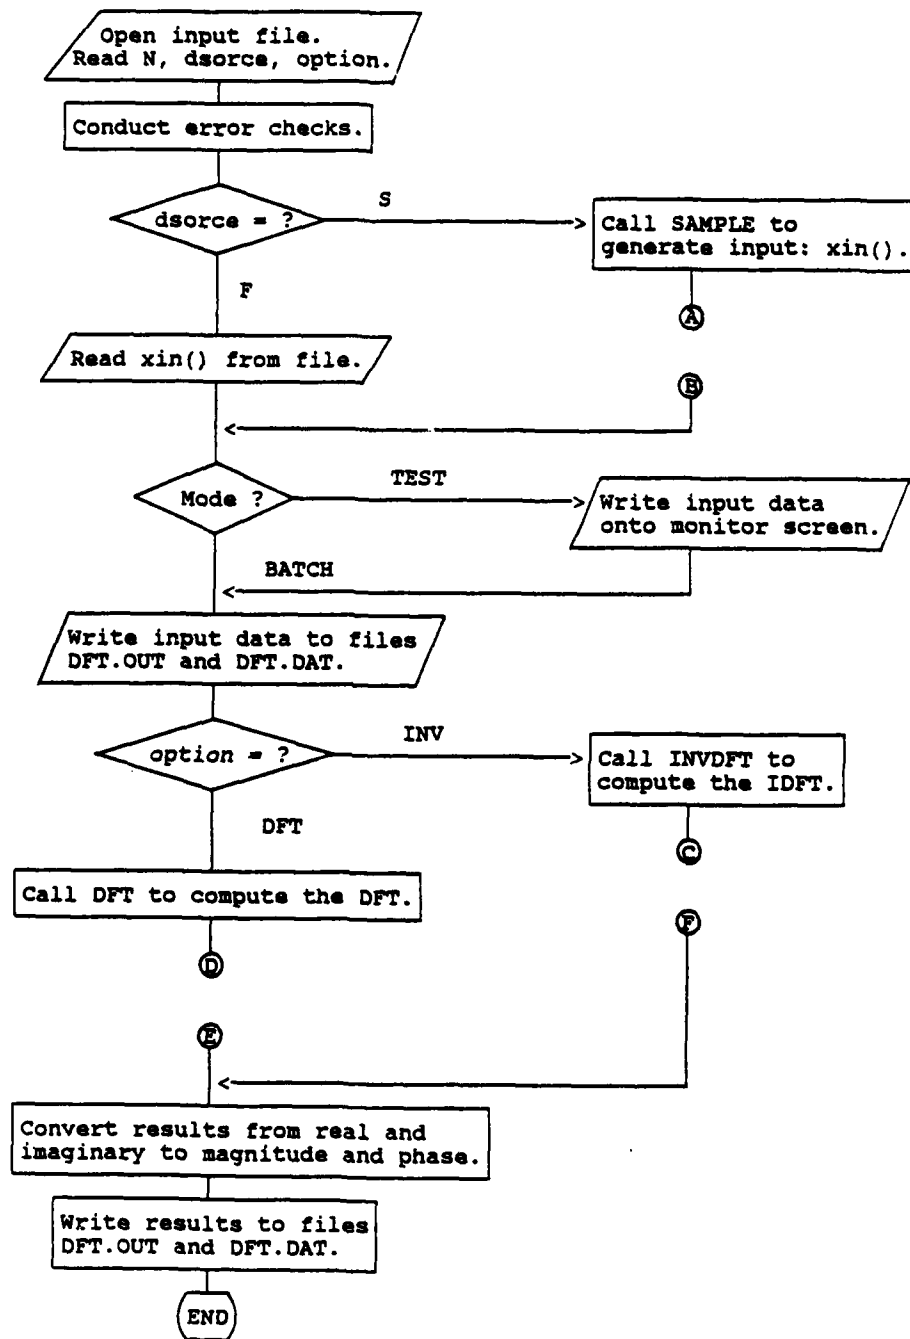 Open input file.
Read N, dsorce, option.
Conduct error checks.
dsorce = ?
S
Call SAMPLE to
generate input: xin().
F
A
Read xin() from file.
B
Mode ?
TEST
Write input data
onto monitor screen.
BATCH
Write input data to files
DFT.OUT and DFT.DAT.
option = ?
INV
Call INVDFT to
compute the IDFT.
DFT
C
Call DFT to compute the DFT.
F
D
E
Convert results from real and
imaginary to magnitude and phase.
Write results to files
DFT.OUT and DFT.DAT.
END